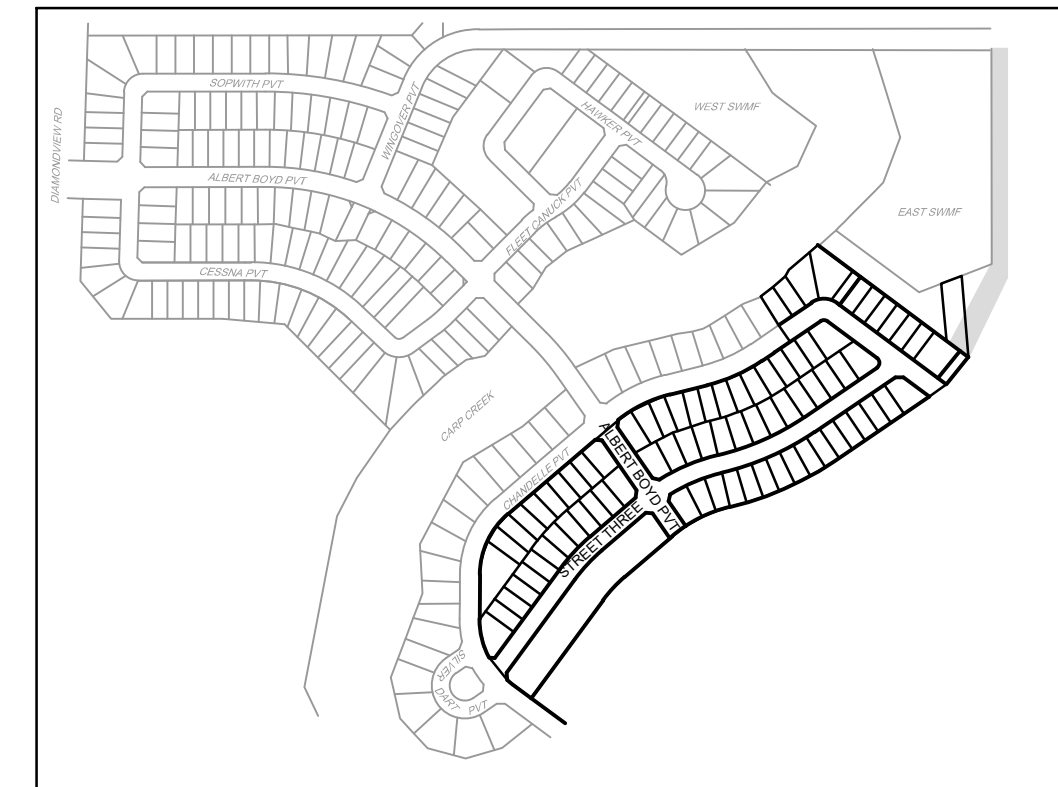 SOPWITH PVT
WINGOVER PVT
HAWKER PVT
WEST SWMF
DIAMONDVIEW RD
ALBERT BOYD PVT
FLEET CANUCK PVT
EAST SWMF
CESSNA PVT
CARP CREEK
CHANDELLE PVT
ALBERT BOYD PVT
STREET THREE
SILVER
DART PVT